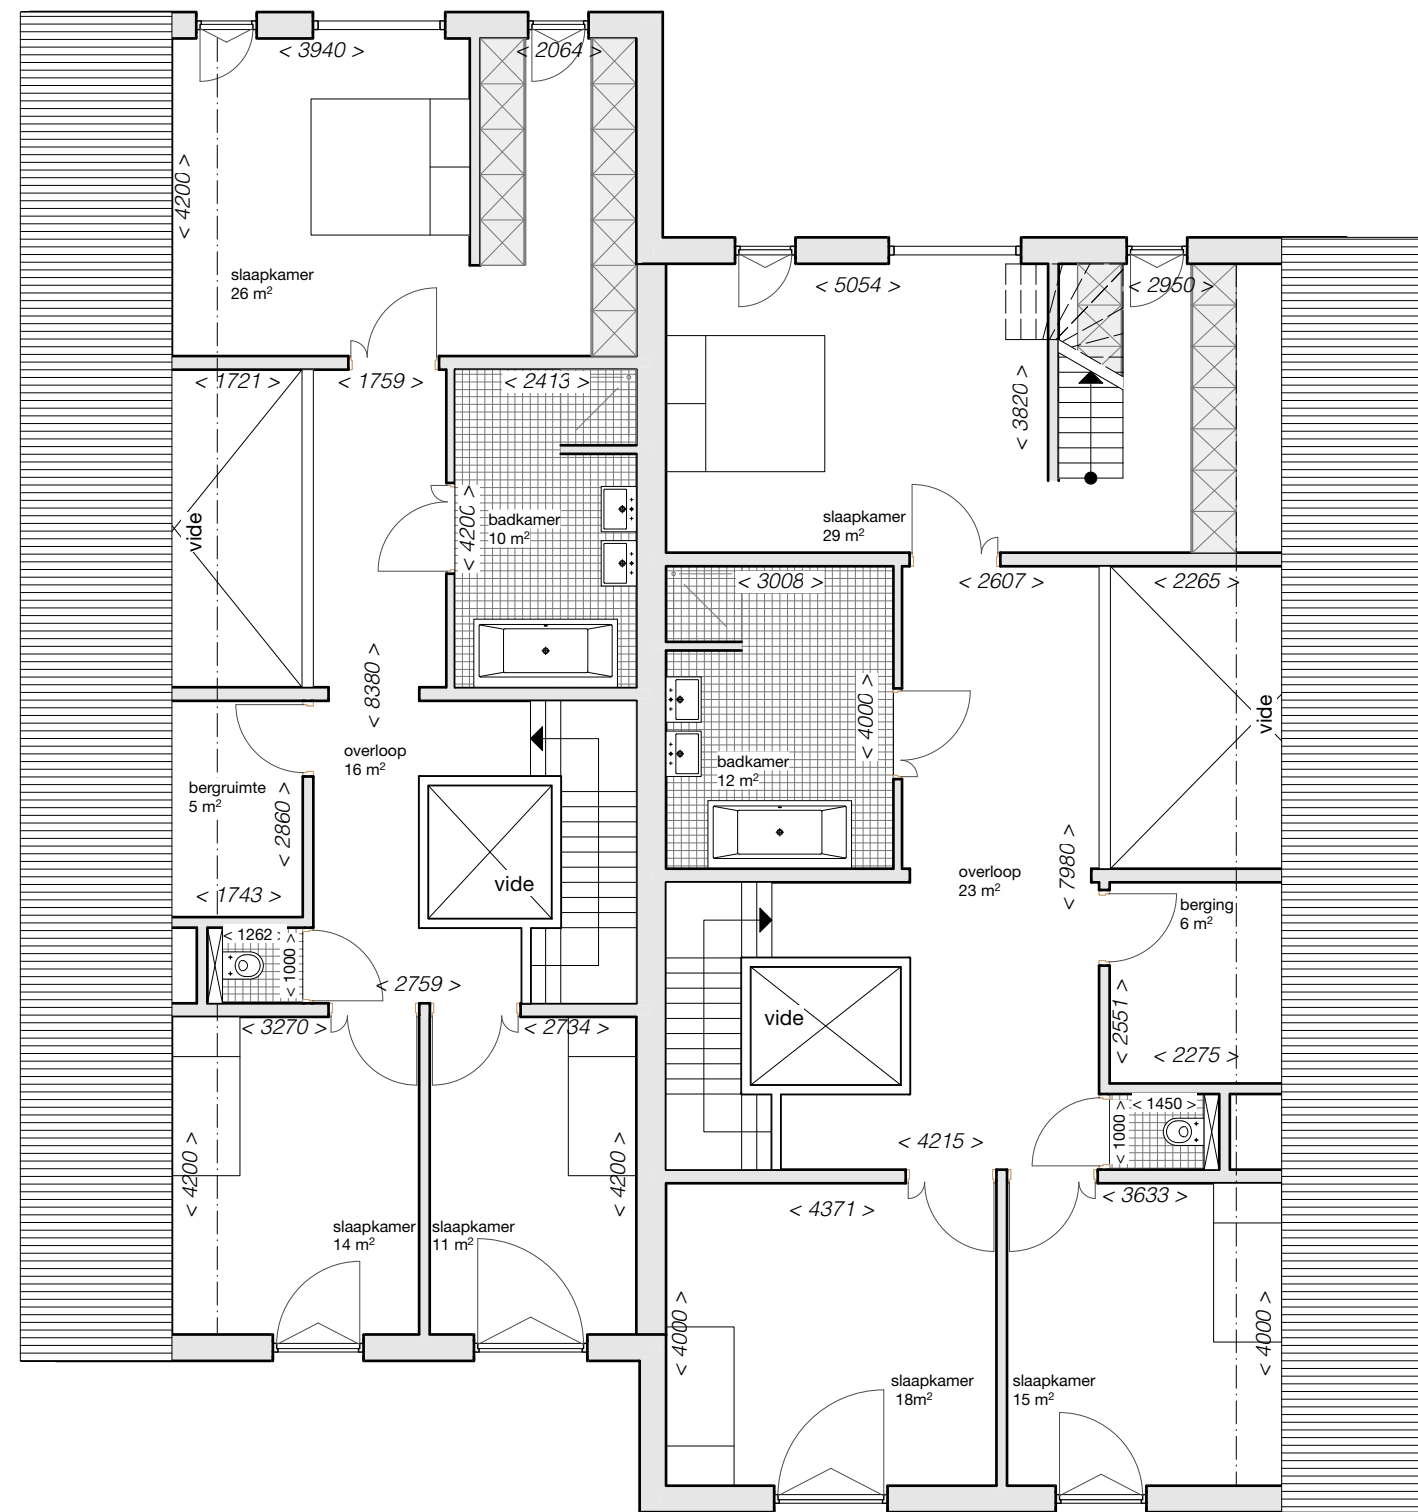 < 3940 >
< 2064 >
< 4200 >
slaapkamer
26 m²
< 5054 >
< 2950 >
< 1721 >
< 1759 >
< 2413 >
< 3820 >
vide
< 4200 >
badkamer
10 m²
slaapkamer
29 m²
< 3008 >
< 2607 >
< 2265 >
< 8380 >
< 4000 >
vide
overloop
16 m²
badkamer
12 m²
bergruimte
5 m²
< 2860 >
vide
< 1743 >
overloop
23 m²
< 7980 >
berging
6 m²
< 1262 :
< 1000 >
< 2759 >
vide
< 3270 >
< 2734 >
< 2551 >
< 2275 >
< 1450 >
< 1000 >
< 4215 >
< 4200 >
< 4200 >
slaapkamer
14 m²
slaapkamer
11 m²
< 4371 >
< 3633 >
< 4000 >
< 4000 >
slaapkamer
18m²
slaapkamer
15 m²